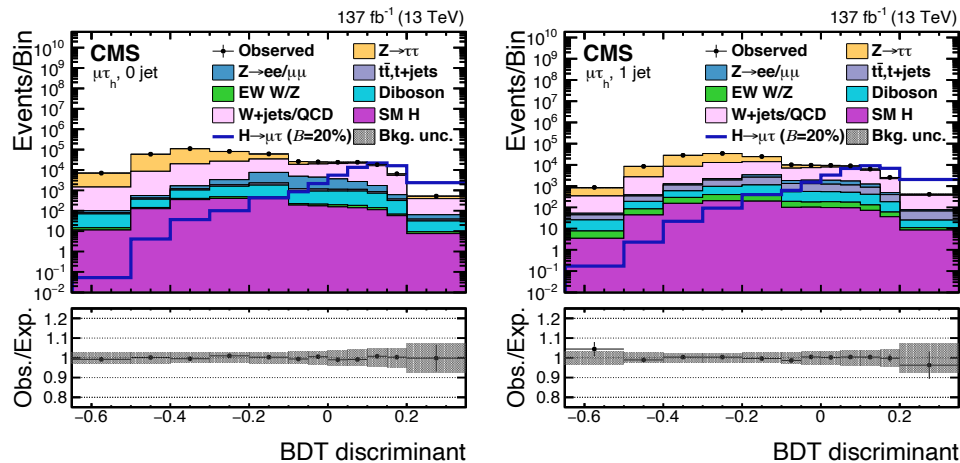 137 fb⁻¹ (13 TeV)
Events/Bin
10¹⁰
10⁹
10⁸
10⁷
10⁶
10⁵
10⁴
10³
10²
10
1
10⁻¹
10⁻²
CMS
μτₕ, 0 jet
Observed
Z→ττ
Z→ee/μμ
tt̄,t+jets
EW W/Z
Diboson
W+jets/QCD
SM H
H→μτ (B=20%)
Bkg. unc.
Obs./Exp.
1.2
1.1
1
0.9
0.8
−0.6 −0.4 −0.2 0 0.2
BDT discriminant
137 fb⁻¹ (13 TeV)
Events/Bin
10¹⁰
10⁹
10⁸
10⁷
10⁶
10⁵
10⁴
10³
10²
10
1
10⁻¹
10⁻²
CMS
μτₕ, 1 jet
Observed
Z→ττ
Z→ee/μμ
tt̄,t+jets
EW W/Z
Diboson
W+jets/QCD
SM H
H→μτ (B=20%)
Bkg. unc.
Obs./Exp.
1.2
1.1
1
0.9
0.8
−0.6 −0.4 −0.2 0 0.2
BDT discriminant